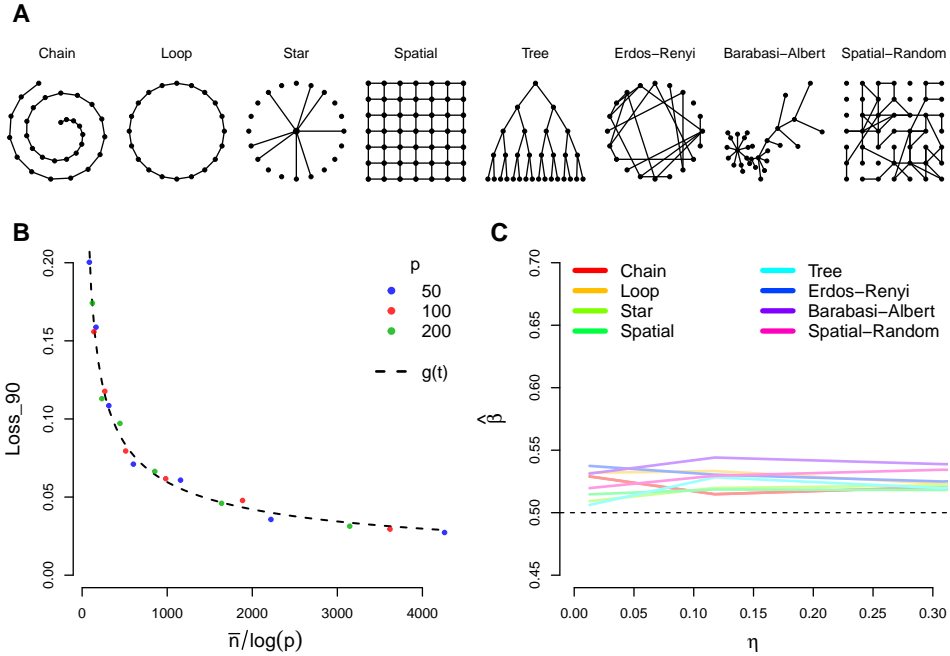 A
Chain Loop Star Spatial Tree Erdos−Renyi Barabasi−Albert Spatial−Random
B
Loss_90
0.00 0.05 0.10 0.15 0.20
p
50
100
200
g(t)
0 1000 2000 3000 4000
n̅/log(p)
C
β̂
0.45 0.50 0.55 0.60 0.65 0.70
Chain
Loop
Star
Spatial
Tree
Erdos−Renyi
Barabasi−Albert
Spatial−Random
0.00 0.05 0.10 0.15 0.20 0.25 0.30
η